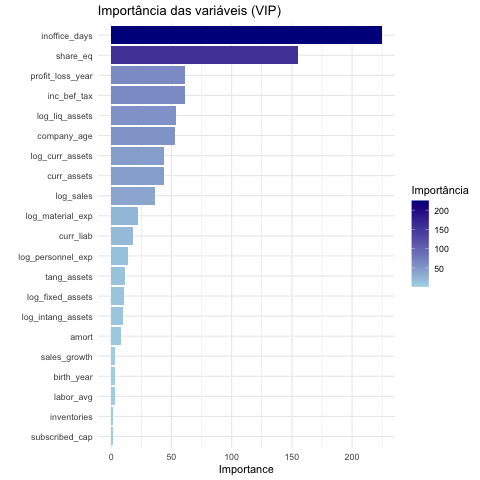 Importância das variáveis (VIP)
inoffice_days
share_eq
profit_loss_year
inc_bef_tax
log_liq_assets
company_age
log_curr_assets
curr_assets
log_sales
log_material_exp
curr_liab
log_personnel_exp
tang_assets
log_fixed_assets
log_intang_assets
amort
sales_growth
birth_year
labor_avg
inventories
subscribed_cap
0 50 100 150 200
Importance
Importância
200
150
100
50